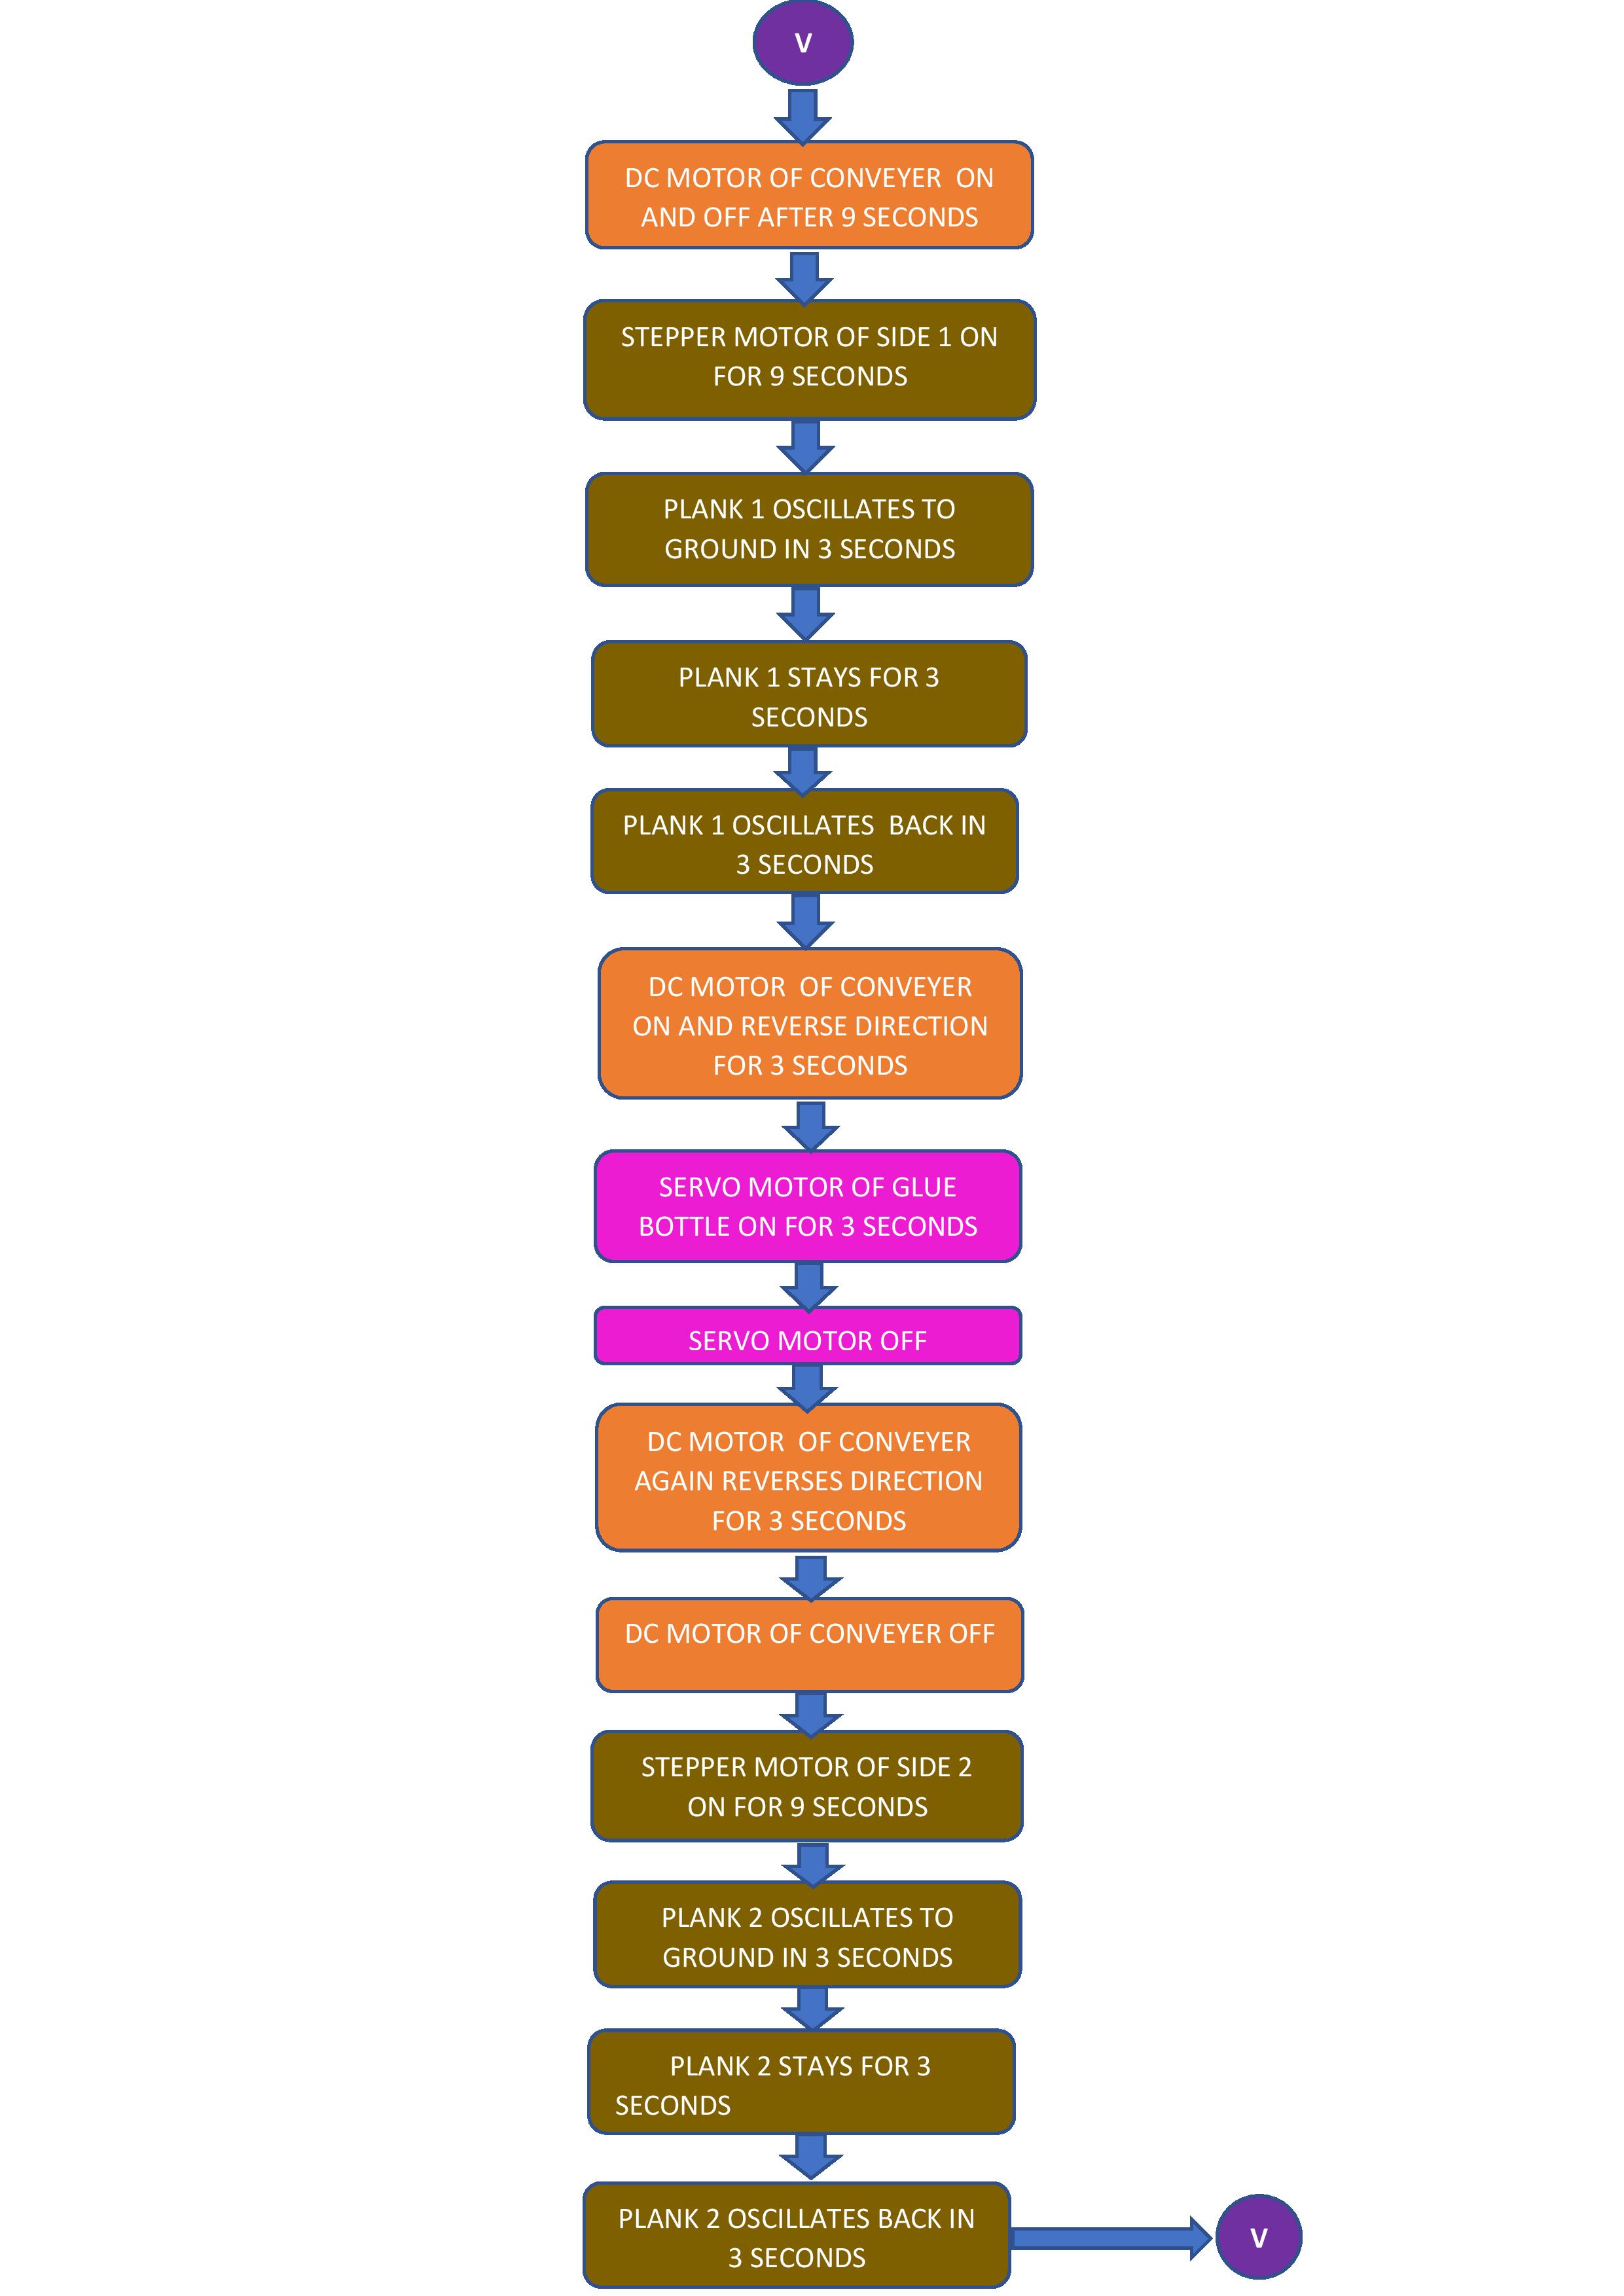 V
DC MOTOR OF CONVEYER ON
AND OFF AFTER 9 SECONDS
STEPPER MOTOR OF SIDE 1 ON
FOR 9 SECONDS
PLANK 1 OSCILLATES TO
GROUND IN 3 SECONDS
PLANK 1 STAYS FOR 3
SECONDS
PLANK 1 OSCILLATES BACK IN
3 SECONDS
DC MOTOR OF CONVEYER
ON AND REVERSE DIRECTION
FOR 3 SECONDS
SERVO MOTOR OF GLUE
BOTTLE ON FOR 3 SECONDS
SERVO MOTOR OFF
DC MOTOR OF CONVEYER
AGAIN REVERSES DIRECTION
FOR 3 SECONDS
DC MOTOR OF CONVEYER OFF
STEPPER MOTOR OF SIDE 2
ON FOR 9 SECONDS
PLANK 2 OSCILLATES TO
GROUND IN 3 SECONDS
PLANK 2 STAYS FOR 3
SECONDS
PLANK 2 OSCILLATES BACK IN
3 SECONDS
V